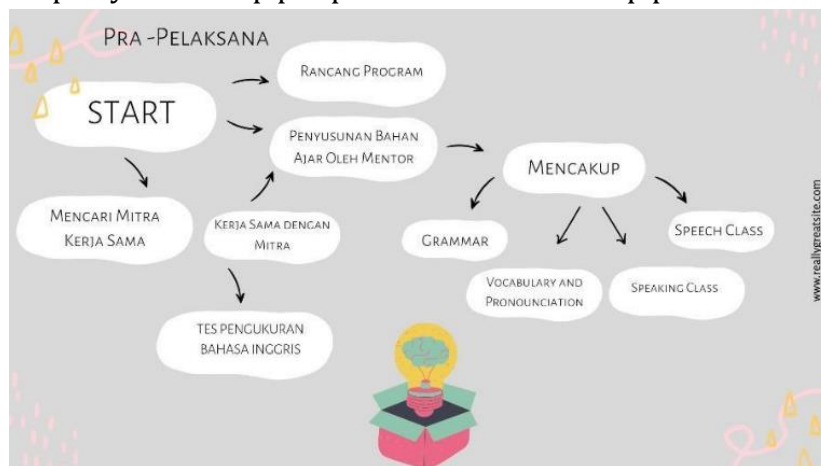 PRA -PELAKSANA
START
RANCANG PROGRAM
PENYUSUNAN BAHAN
AJAR OLEH MENTOR
MENCAKUP
MENCARI MITRA
KERJA SAMA
KERJA SAMA DENGAN
MITRA
GRAMMAR
SPEECH CLASS
VOCABULARY AND
PRONOUNCIATION
SPEAKING CLASS
TES PENGUKURAN
BAHASA INGGRIS
www.reallygreatsite.com